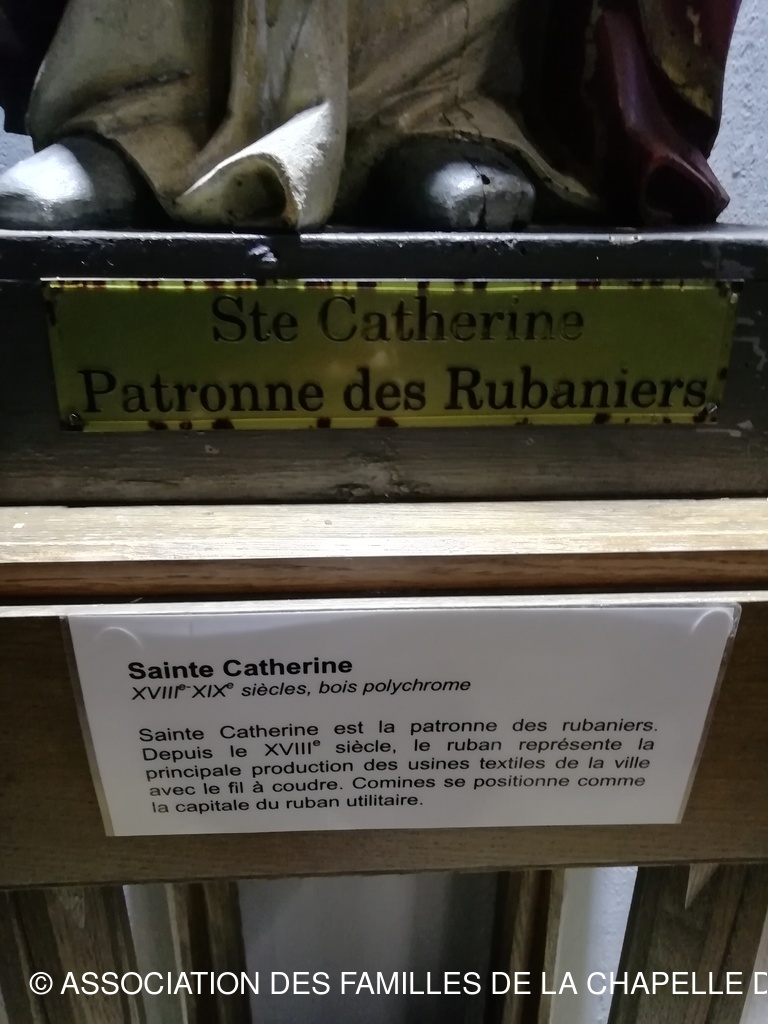 Ste Catherine
Patronne des Rubaniers
Sainte Catherine
XVIIIe-XIXe siècles, bois polychrome
Sainte Catherine est la patronne des rubaniers.
Depuis le XVIIIe siècle, le ruban représente la
principale production des usines textiles de la ville
avec le fil à coudre. Comines se positionne comme
la capitale du ruban utilitaire.
© ASSOCIATION DES FAMILLES DE LA CHAPELLE D